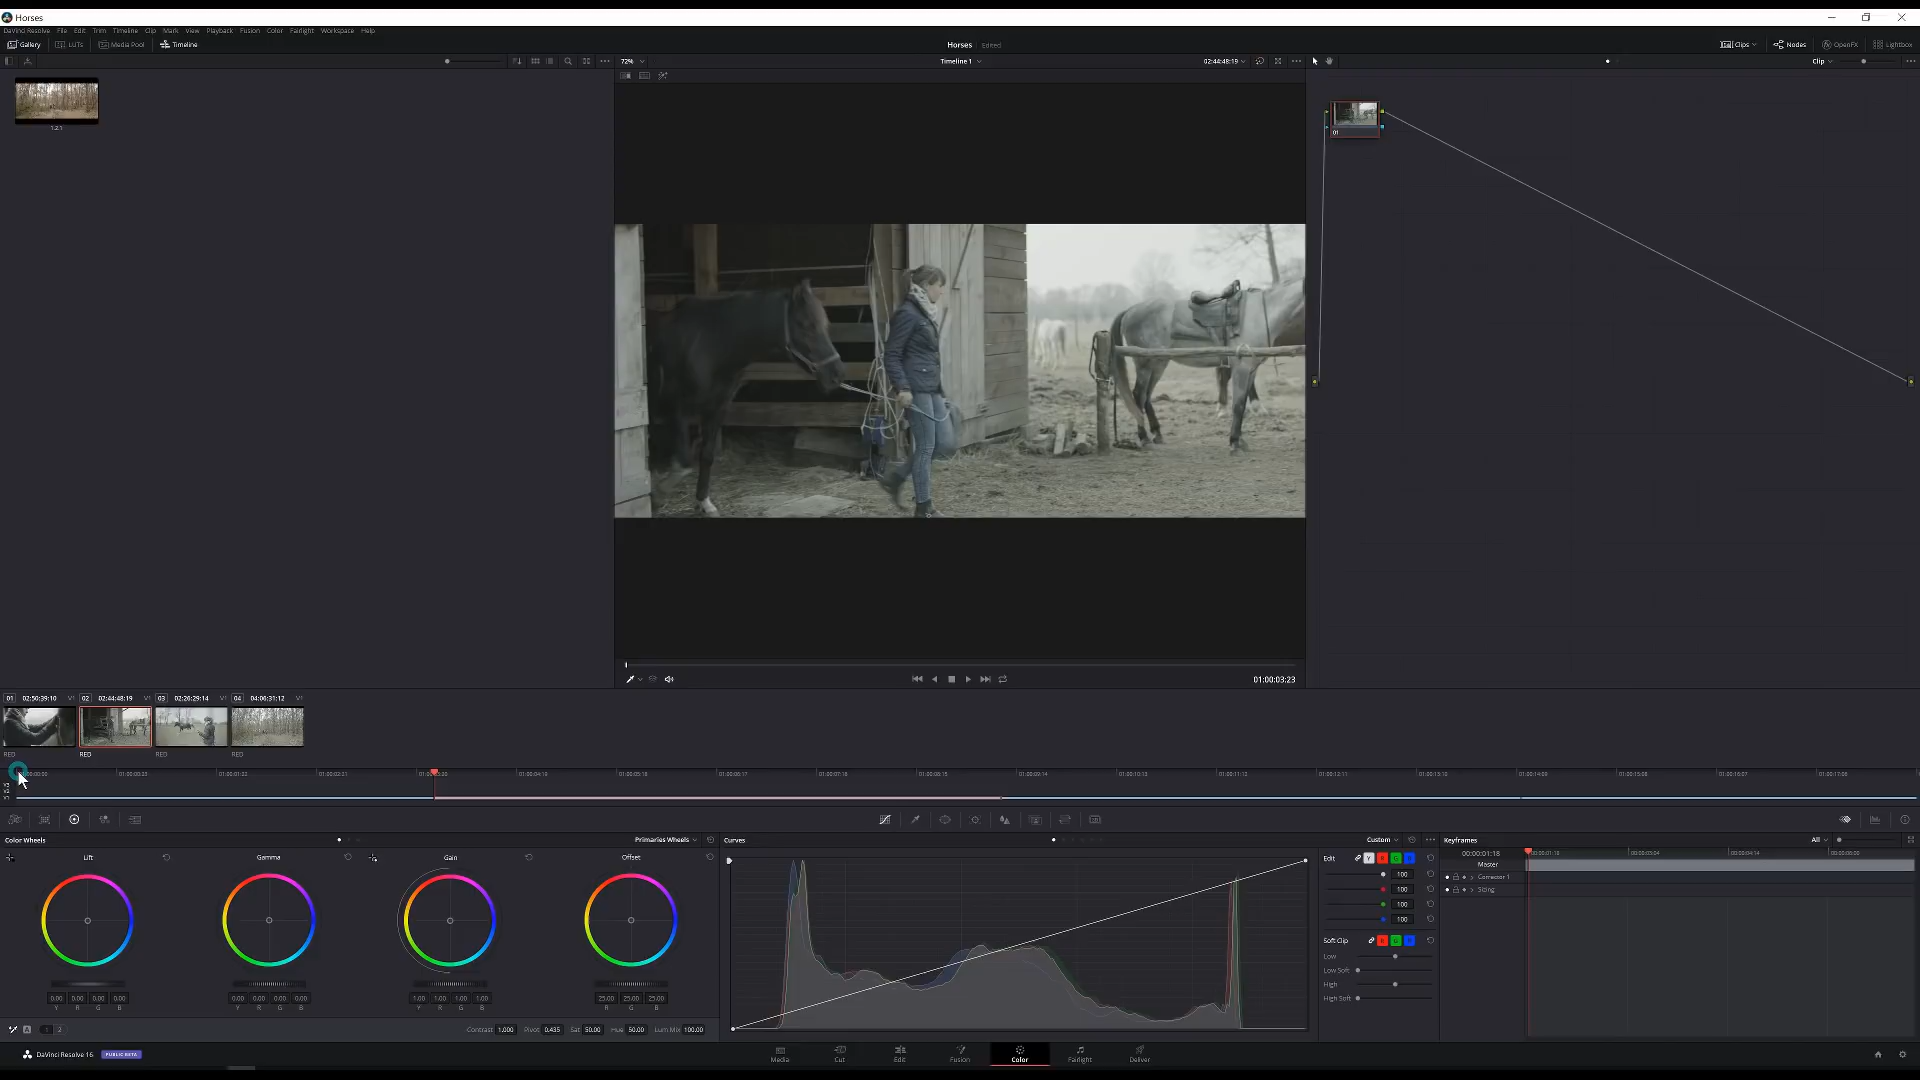 Horses
DaVinci Resolve File Edit Trim Timeline Clip Mark View Playback Fusion Color Fairlight Workspace Help
Gallery LUTs Media Pool Timeline Horses Edited Clips Nodes OpenFX Lightbox
72% Timeline 1 02:44:48:19 Clip
1.2.1
01
01:00:03:23
01 02:50:39:10 V1 02 02:44:48:19 V1 03 02:26:29:14 V1 04 04:06:31:12 V1
RED RED RED RED
01:00:00:23 01:00:01:22 01:00:02:21 01:00:04:19 01:00:05:18 01:00:06:17 01:00:07:16 01:00:08:15 01:00:09:14 01:00:10:13 01:00:11:12 01:00:12:11 01:00:13:10 01:00:14:09 01:00:15:08 01:00:16:07 01:00:17:06
V3
V2
V1
Color Wheels Primaries Wheels Curves Custom Keyframes All
Lift Gamma Gain Offset Edit Y R G B
00:00:01:18 00:00:01:18 00:00:03:04 00:00:04:14 00:00:06:00
Master
100 Corrector 1
100 Sizing
100
100
Soft Clip R G B
Low
Low Soft
High
High Soft
0.00 0.00 0.00 0.00 0.00 0.00 0.00 0.00 1.00 1.00 1.00 1.00 25.00 25.00 25.00
Y R G B Y R G B Y R G B R G B
A 1 2 Contrast 1.000 Pivot 0.435 Sat 50.00 Hue 50.00 Lum Mix 100.00
DaVinci Resolve 16 PUBLIC BETA Media Cut Edit Fusion Color Fairlight Deliver